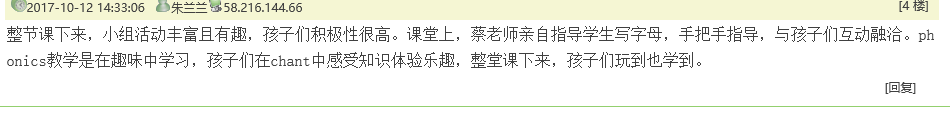 2017-10-12 14:33:06 朱兰兰 58.216.144.66 [4 楼]
整节课下来，小组活动丰富且有趣，孩子们积极性很高。课堂上，蔡老师亲自指导学生写字母，手把手指导，与孩子们互动融洽。ph
onics教学是在趣味中学习，孩子们在chant中感受知识体验乐趣，整堂课下来，孩子们玩到也学到。
[回复]